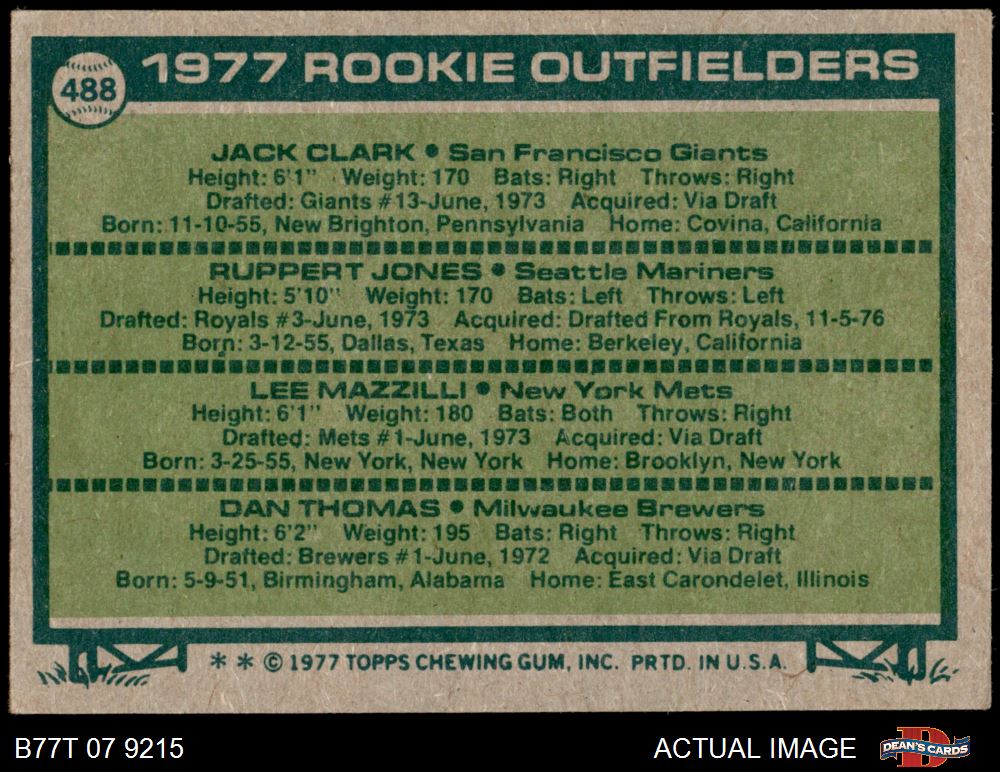 488
1977 ROOKIE OUTFIELDERS
JACK CLARK • San Francisco Giants
Height: 6'1" Weight: 170 Bats: Right Throws: Right
Drafted: Giants #13-June, 1973 Acquired: Via Draft
Born: 11-10-55, New Brighton, Pennsylvania Home: Covina, California
RUPPERT JONES • Seattle Mariners
Height: 5'10" Weight: 170 Bats: Left Throws: Left
Drafted: Royals #3-June, 1973 Acquired: Drafted From Royals, 11-5-76
Born: 3-12-55, Dallas, Texas Home: Berkeley, California
LEE MAZZILLI • New York Mets
Height: 6'1" Weight: 180 Bats: Both Throws: Right
Drafted: Mets #1-June, 1973 Acquired: Via Draft
Born: 3-25-55, New York, New York Home: Brooklyn, New York
DAN THOMAS • Milwaukee Brewers
Height: 6'2" Weight: 195 Bats: Right Throws: Right
Drafted: Brewers #1-June, 1972 Acquired: Via Draft
Born: 5-9-51, Birmingham, Alabama Home: East Carondelet, Illinois
* * © 1977 TOPPS CHEWING GUM, INC. PRTD. IN U.S.A.
B77T 07 9215 ACTUAL IMAGE DEAN'S CARDS